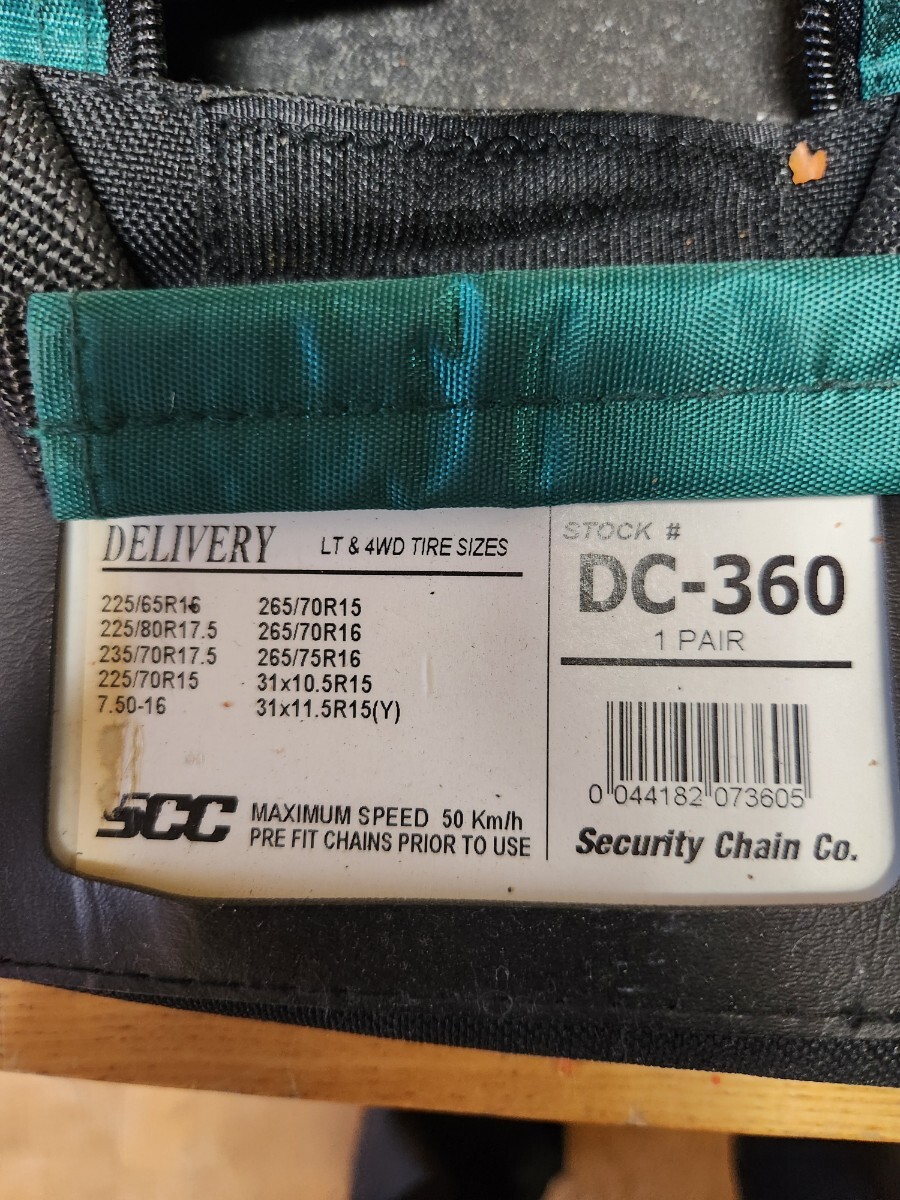 DELIVERY LT & 4WD TIRE SIZES
225/65R16 265/70R15
225/80R17.5 265/70R16
235/70R17.5 265/75R16
225/70R15 31x10.5R15
7.50-16 31x11.5R15(Y)
SCC MAXIMUM SPEED 50 Km/h
PRE FIT CHAINS PRIOR TO USE
STOCK #
DC-360
1 PAIR
0 044182 073605
Security Chain Co.